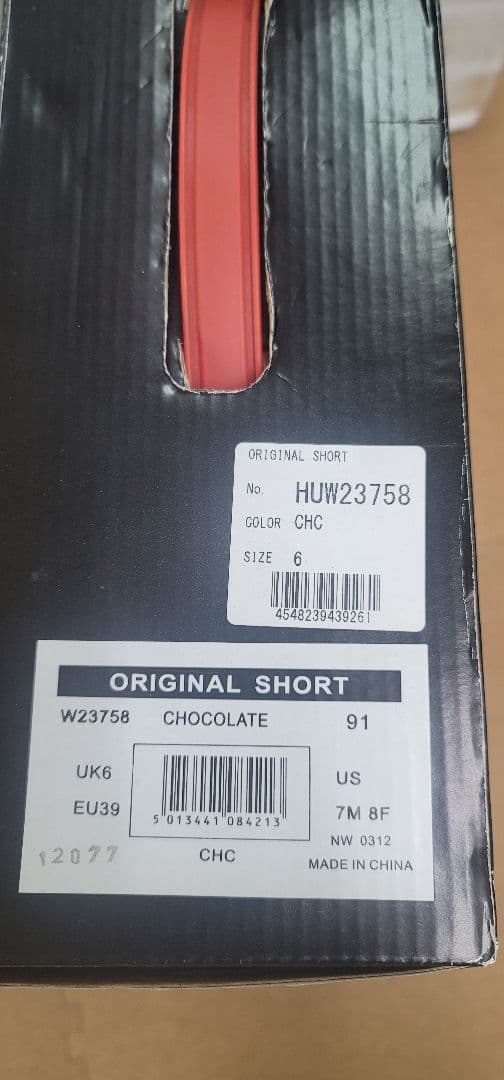 ORIGINAL SHORT
No. HUW23758
COLOR CHC
SIZE 6
4548239439261
ORIGINAL SHORT
W23758 CHOCOLATE 91
UK6 US
EU39 7M 8F
5 013441 084213
NW 0312
12077 CHC MADE IN CHINA